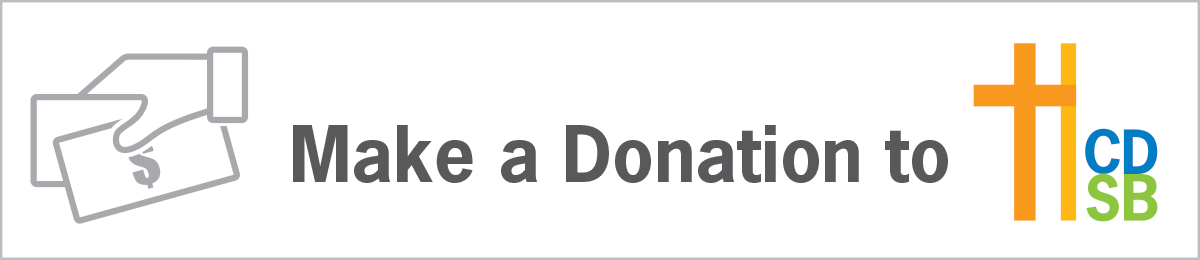 $
Make a Donation to
H
CD
SB